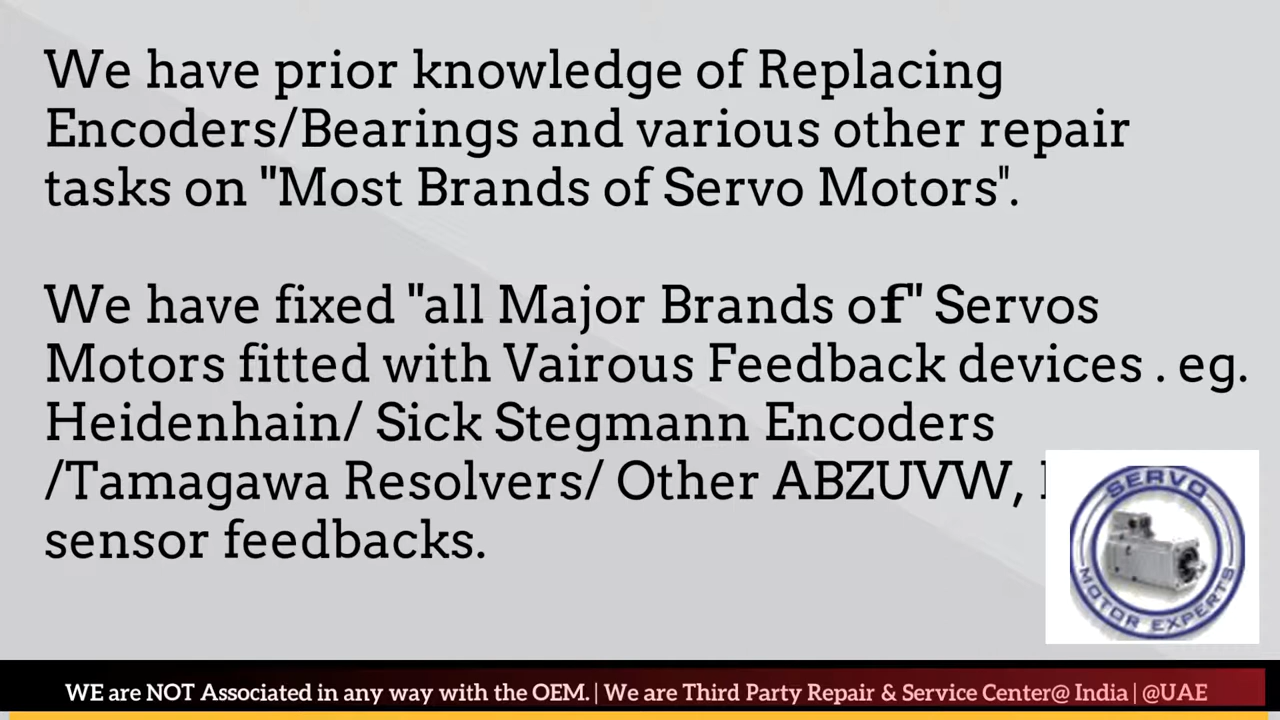 We have prior knowledge of Replacing
Encoders/Bearings and various other repair
tasks on "Most Brands of Servo Motors".
We have fixed "all Major Brands of" Servos
Motors fitted with Vairous Feedback devices . eg.
Heidenhain/ Sick Stegmann Encoders
/Tamagawa Resolvers/ Other ABZUVW,
sensor feedbacks.
SERVO
MOTOR EXPERTS
WE are NOT Associated in any way with the OEM. | We are Third Party Repair & Service Center@ India | @UAE